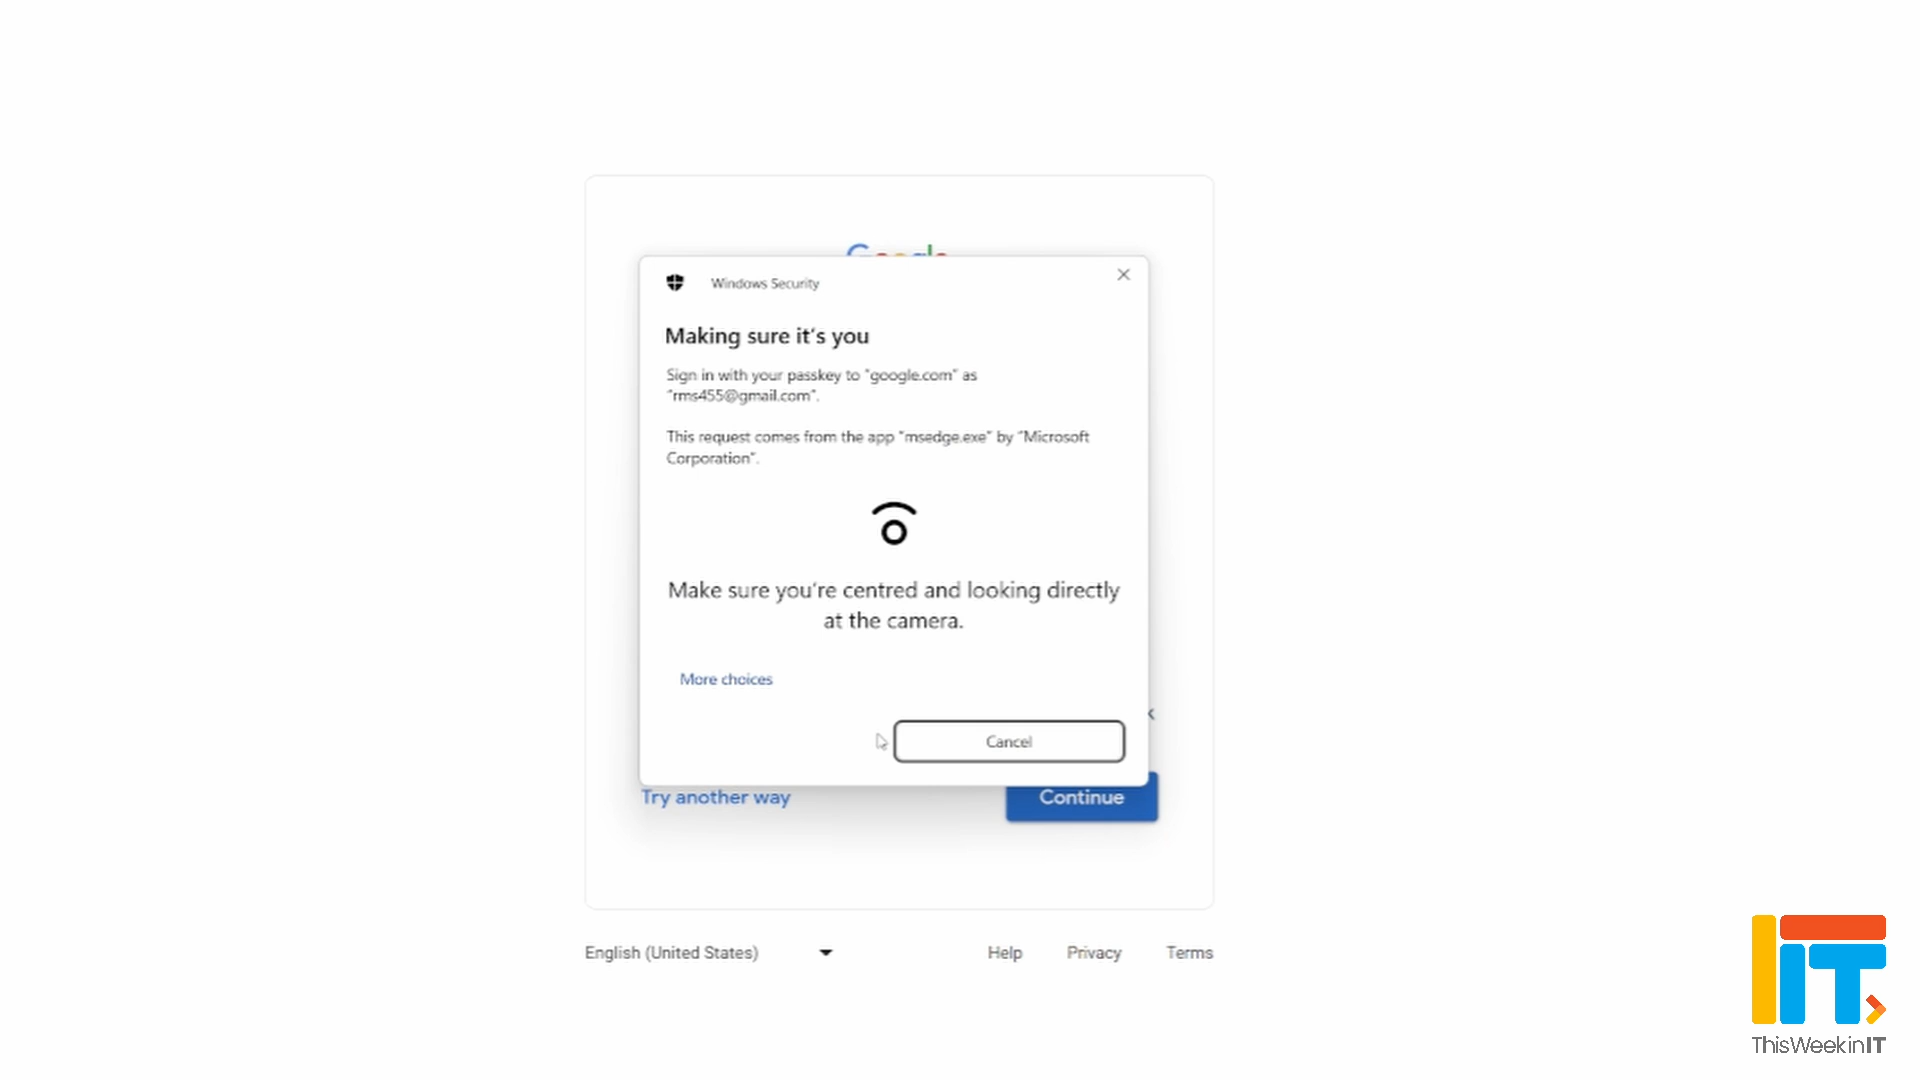 Google
Windows Security
Making sure it's you
Sign in with your passkey to "google.com" as
"rms455@gmail.com".
This request comes from the app "msedge.exe" by "Microsoft
Corporation".
Make sure you're centred and looking directly
at the camera.
More choices
Cancel
Try another way
Continue
English (United States)
Help
Privacy
Terms
IT
ThisWeekinIT